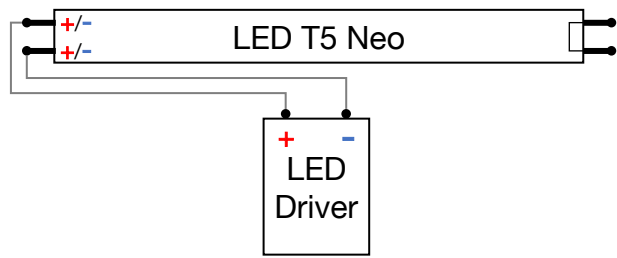 +/-
LED T5 Neo
+/-
+ -
LED
Driver